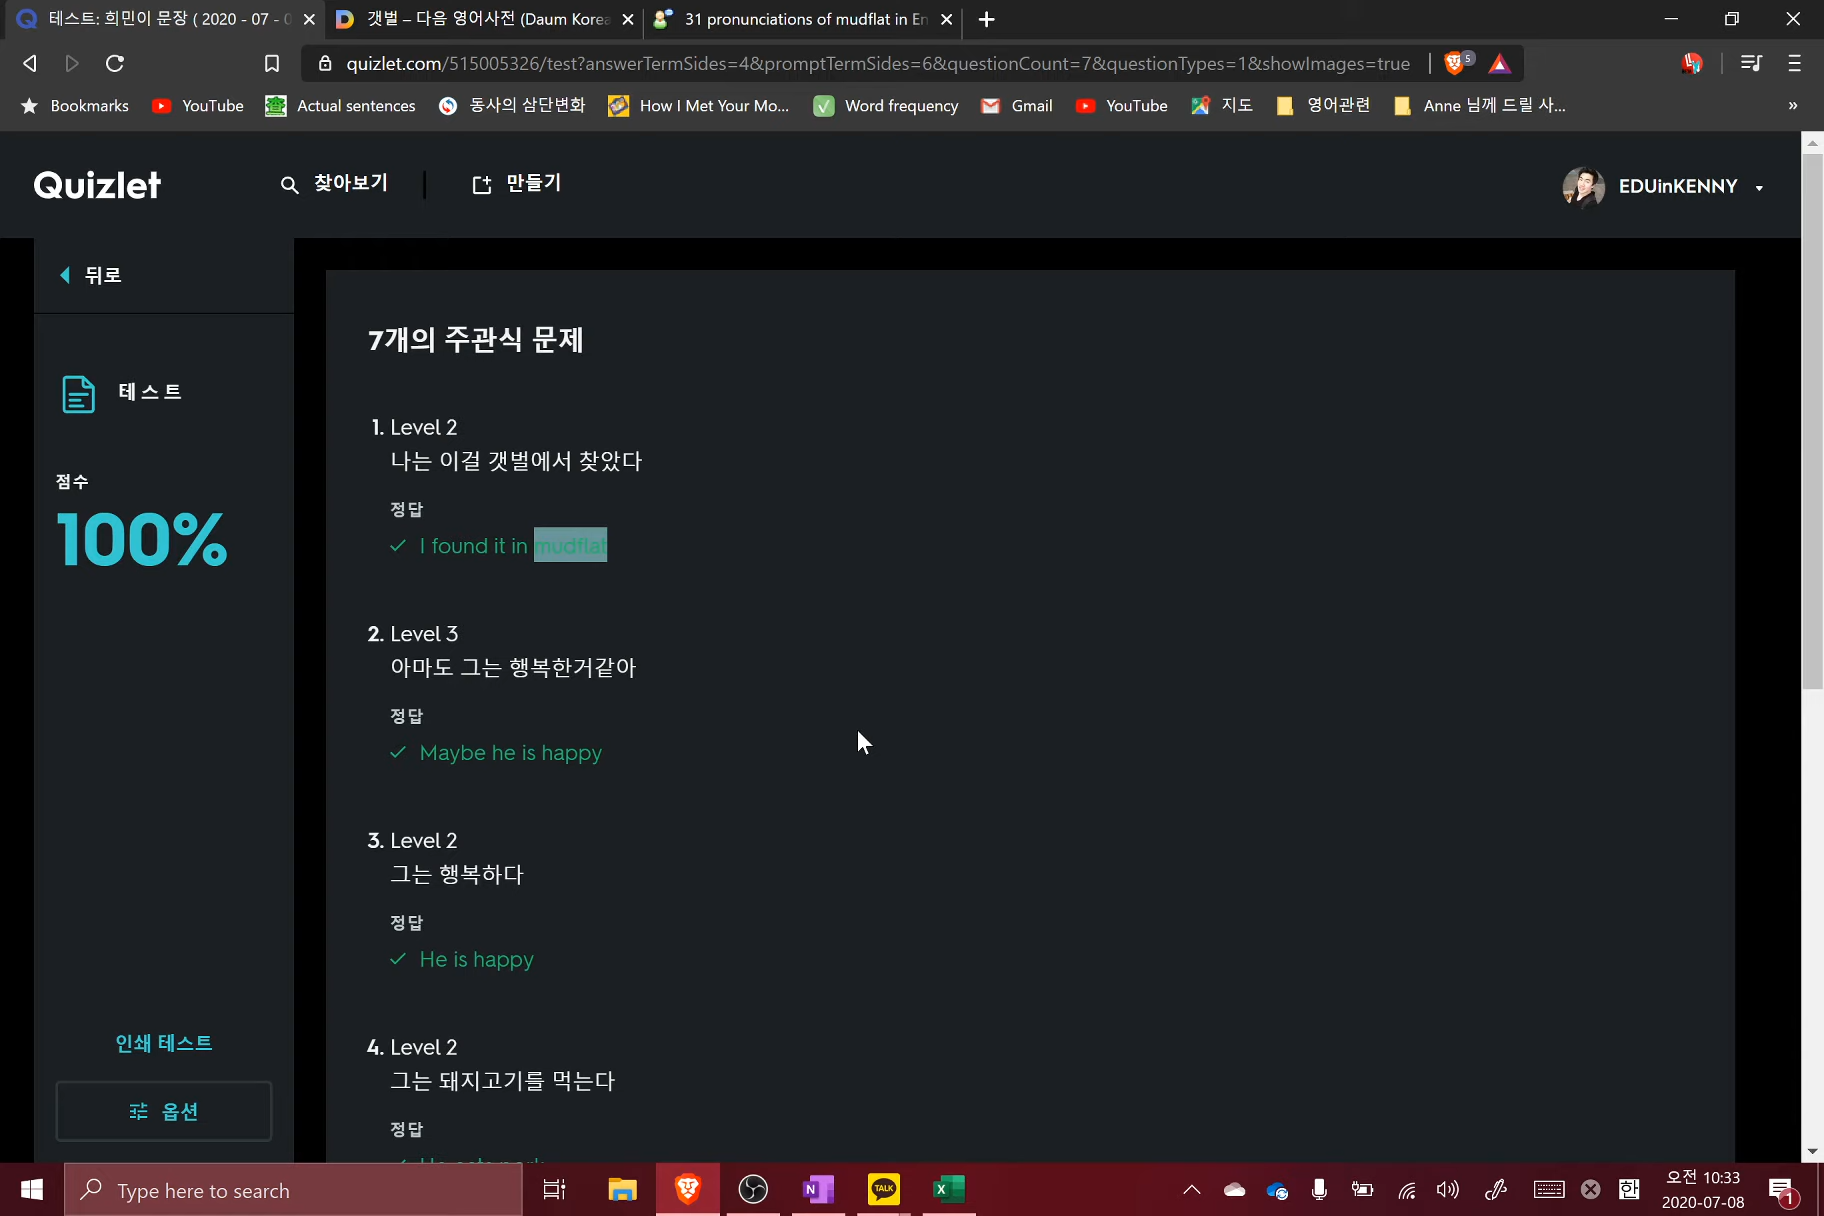 테스트: 희민이 문장 ( 2020 - 07 - 0
갯벌 – 다음 영어사전 (Daum Korea
31 pronunciations of mudflat in En
quizlet.com/515005326/test?answerTermSides=4&promptTermSides=6&questionCount=7&questionTypes=1&showImages=true
5
Bookmarks
YouTube
Actual sentences
동사의 삼단변화
How I Met Your Mo...
Word frequency
Gmail
YouTube
지도
영어관련
Anne 님께 드릴 사...
Quizlet
찾아보기
만들기
EDUinKENNY
뒤로
테스트
점수
100%
인쇄 테스트
옵션
7개의 주관식 문제
1. Level 2
나는 이걸 갯벌에서 찾았다
정답
I found it in mudflat
2. Level 3
아마도 그는 행복한거같아
정답
Maybe he is happy
3. Level 2
그는 행복하다
정답
He is happy
4. Level 2
그는 돼지고기를 먹는다
정답
Type here to search
N
TALK
X
한
오전 10:33
2020-07-08
1